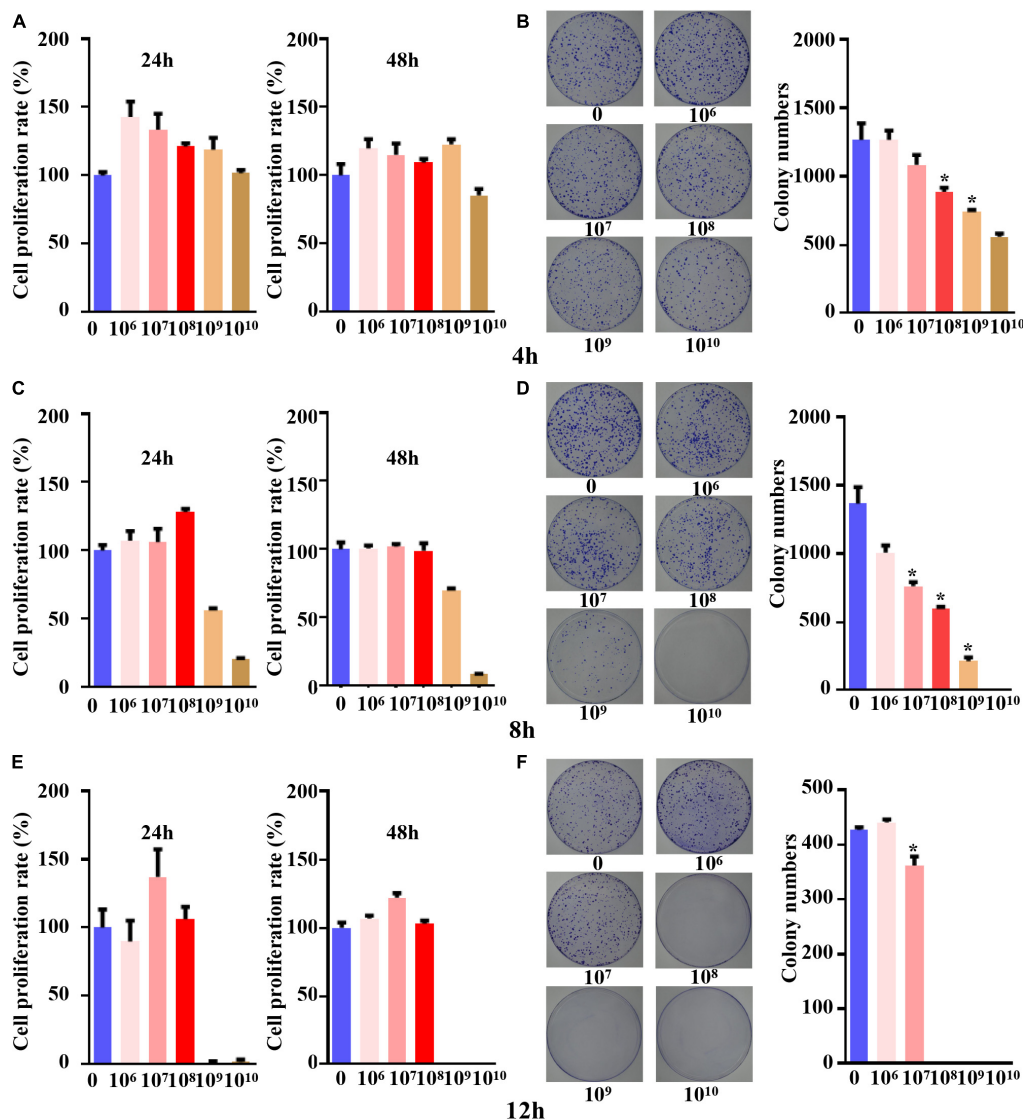 A
Cell proliferation rate (%)
200
150
100
50
0
24h
0 10⁶ 10⁷ 10⁸ 10⁹ 10¹⁰
Cell proliferation rate (%)
200
150
100
50
0
48h
0 10⁶ 10⁷ 10⁸ 10⁹ 10¹⁰
B
0 10⁶
10⁷ 10⁸
10⁹ 10¹⁰
Colony numbers
2000
1500
1000
500
0
* *
0 10⁶ 10⁷ 10⁸ 10⁹ 10¹⁰
4h
C
Cell proliferation rate (%)
200
150
100
50
0
24h
0 10⁶ 10⁷ 10⁸ 10⁹ 10¹⁰
Cell proliferation rate (%)
200
150
100
50
0
48h
0 10⁶ 10⁷ 10⁸ 10⁹ 10¹⁰
D
0 10⁶
10⁷ 10⁸
10⁹ 10¹⁰
Colony numbers
2000
1500
1000
500
0
* * *
0 10⁶ 10⁷ 10⁸ 10⁹ 10¹⁰
8h
E
Cell proliferation rate (%)
200
150
100
50
0
24h
0 10⁶ 10⁷ 10⁸ 10⁹ 10¹⁰
Cell proliferation rate (%)
200
150
100
50
0
48h
0 10⁶ 10⁷ 10⁸ 10⁹ 10¹⁰
F
0 10⁶
10⁷ 10⁸
10⁹ 10¹⁰
Colony numbers
500
400
300
200
100
0
*
0 10⁶ 10⁷ 10⁸ 10⁹ 10¹⁰
12h